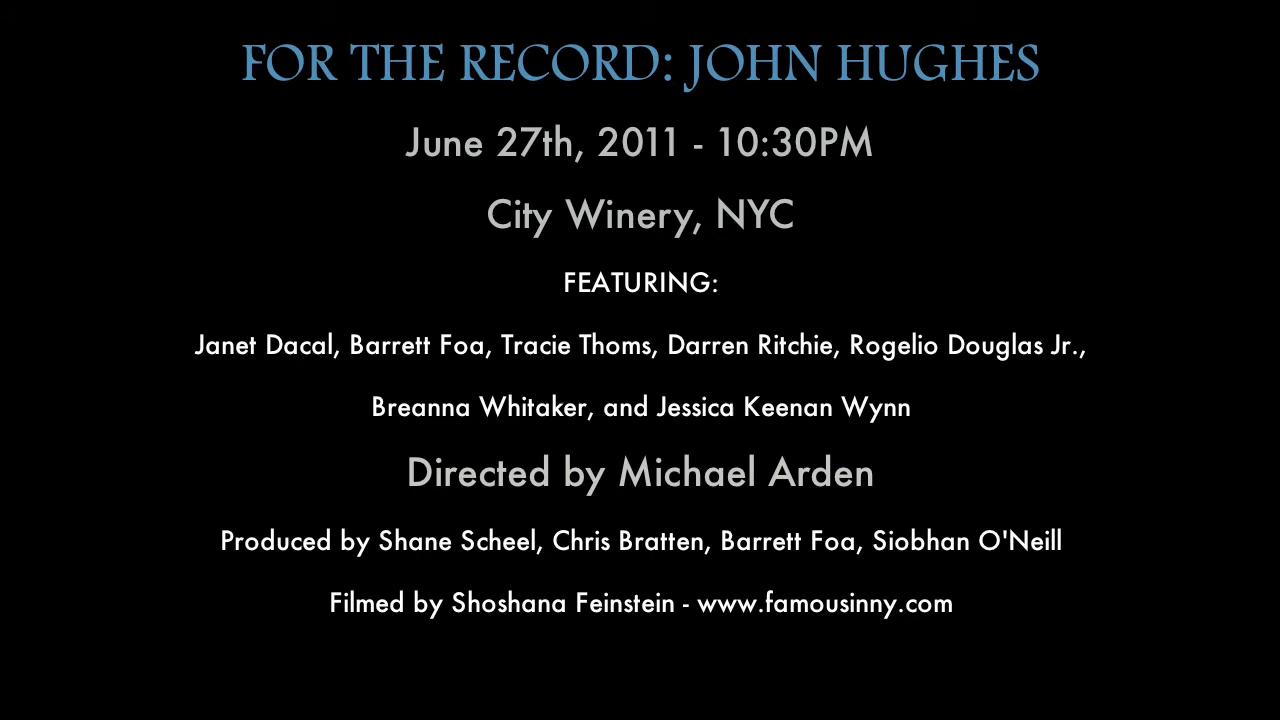 FOR THE RECORD: JOHN HUGHES
June 27th, 2011 - 10:30PM
City Winery, NYC
FEATURING:
Janet Dacal, Barrett Foa, Tracie Thoms, Darren Ritchie, Rogelio Douglas Jr.,
Breanna Whitaker, and Jessica Keenan Wynn
Directed by Michael Arden
Produced by Shane Scheel, Chris Bratten, Barrett Foa, Siobhan O'Neill
Filmed by Shoshana Feinstein - www.famousinny.com